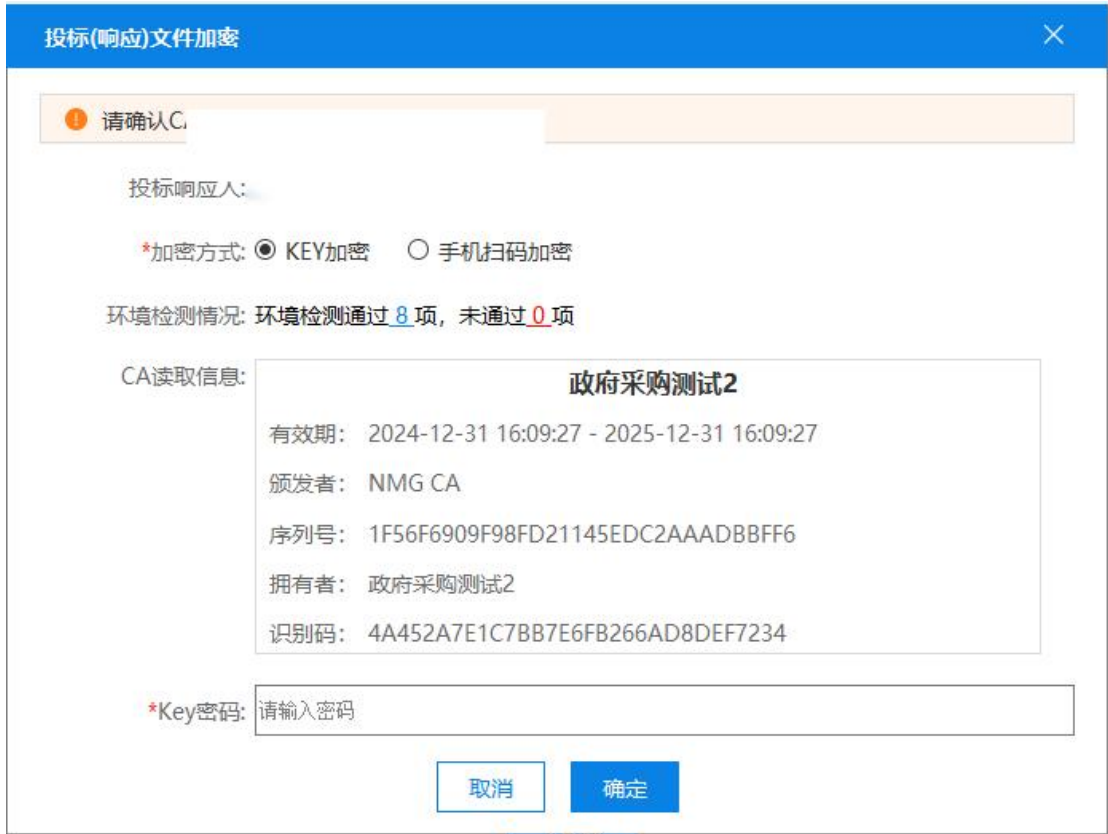 投标(响应)文件加密
请确认CA
投标响应人:
*加密方式: KEY加密 手机扫码加密
环境检测情况: 环境检测通过 8 项，未通过 0 项
CA读取信息:
政府采购测试2
有效期： 2024-12-31 16:09:27 - 2025-12-31 16:09:27
颁发者： NMG CA
序列号： 1F56F6909F98FD21145EDC2AAADBBFF6
拥有者： 政府采购测试2
识别码： 4A452A7E1C7BB7E6FB266AD8DEF7234
*Key密码: 请输入密码
取消 确定